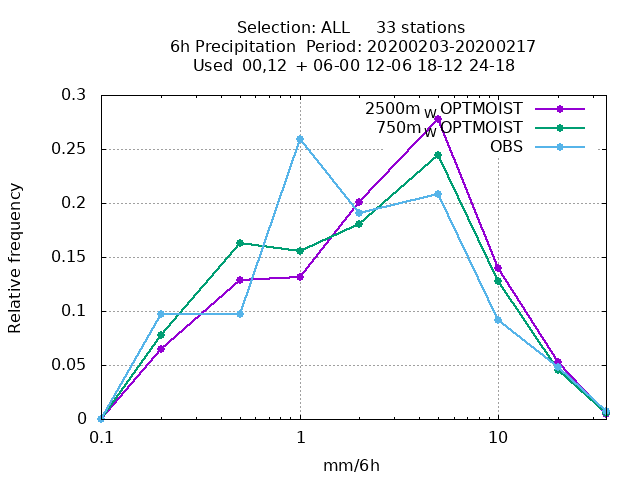 Selection: ALL 33 stations
6h Precipitation Period: 20200203-20200217
Used 00,12 + 06-00 12-06 18-12 24-18
0.3
0.25
0.2
0.15
0.1
0.05
0
0.1 1 10
Relative frequency
mm/6h
2500m W OPTMOIST
750m W OPTMOIST
OBS